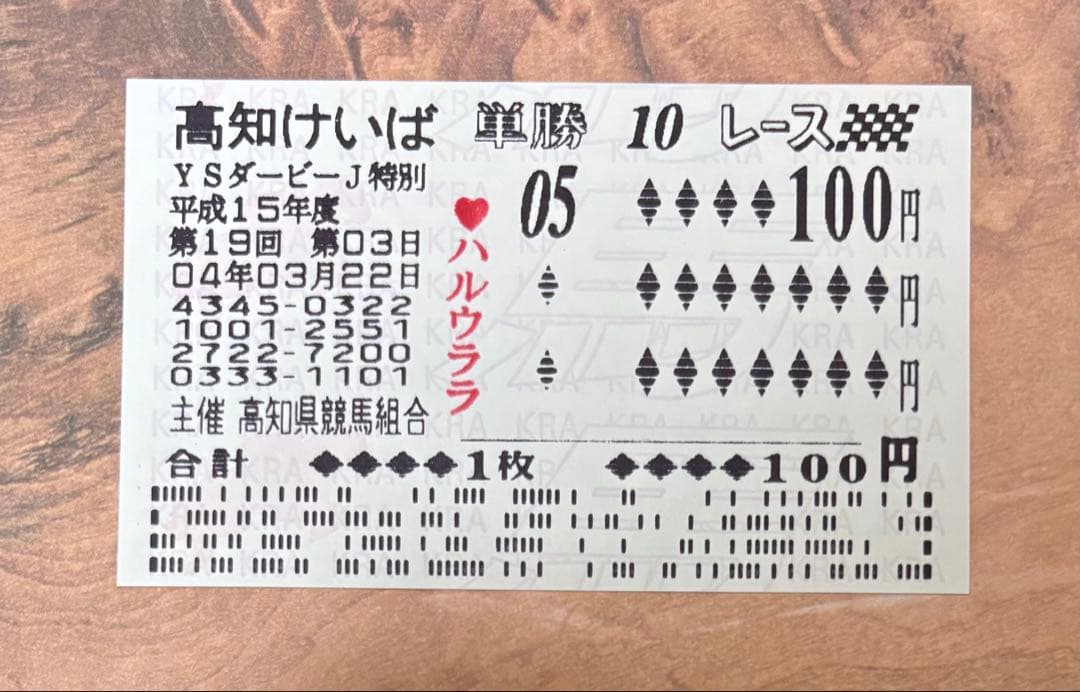 高知けいば 単勝 10 レース
YSダービーJ特別
平成15年度
第19回 第03日
04年03月22日
4345-0322
1001-2551
2722-7200
0333-1101
主催 高知県競馬組合
♥ハルウララ
05 ♦♦♦♦100円
♦ ♦♦♦♦♦♦♦円
♦ ♦♦♦♦♦♦♦円
合計 ◆◆◆◆1枚 ◆◆◆◆100円
KRA